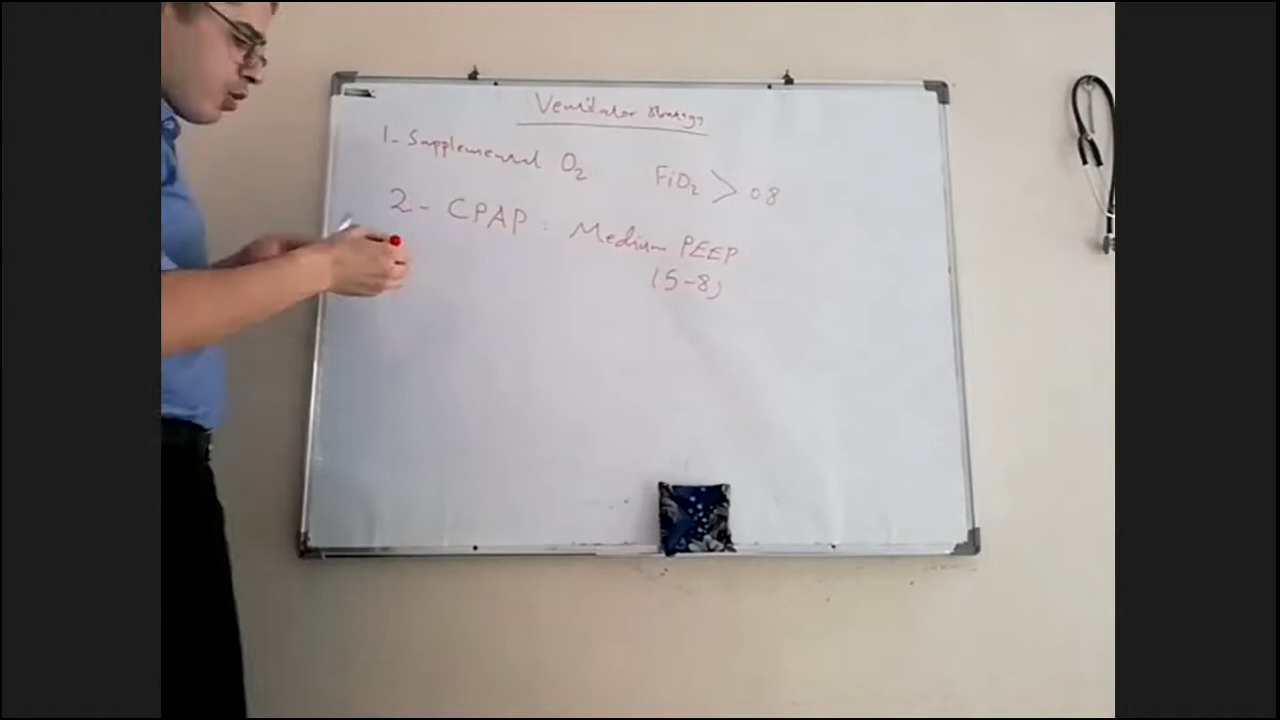 Ventilator Strategy
1- Supplemental O2 FiO2 > 0.8
2- CPAP : Medium PEEP
(5-8)